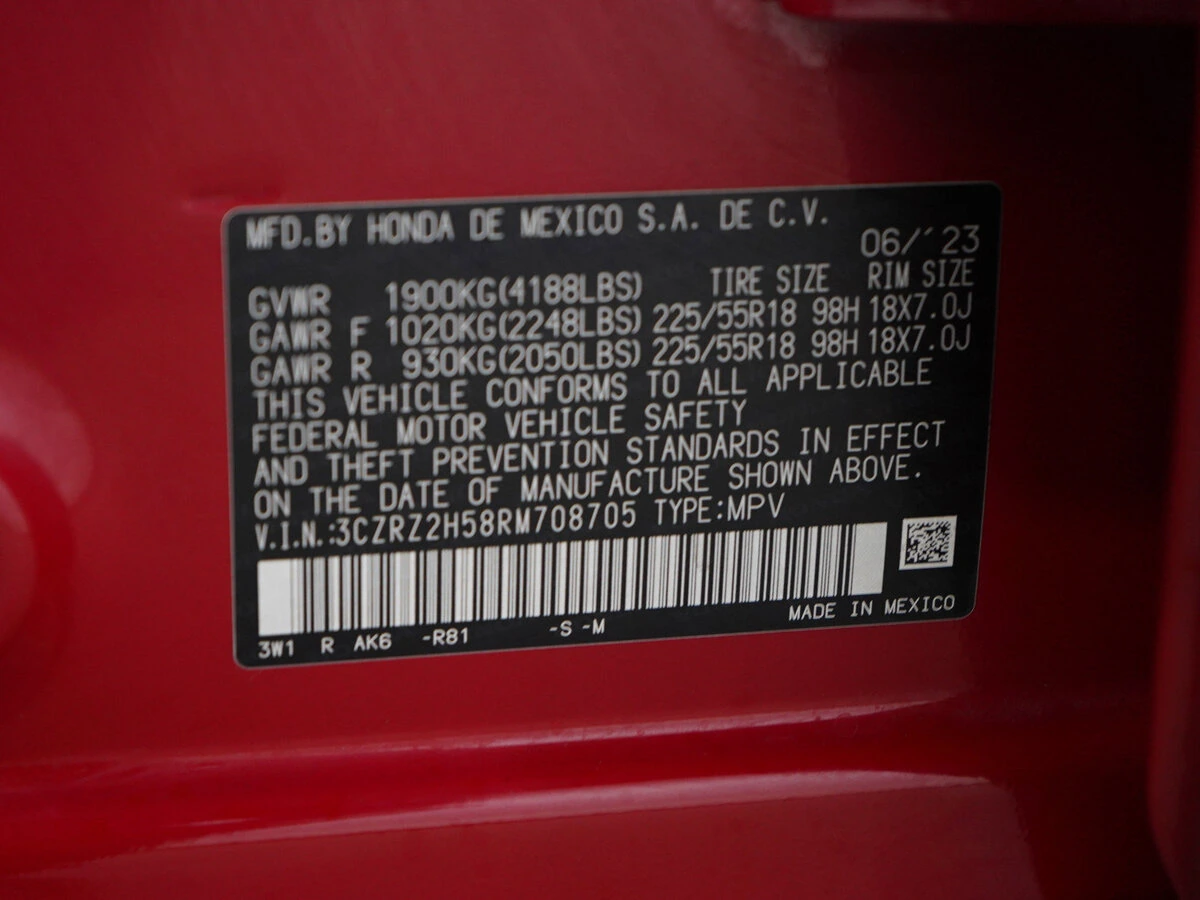 MFD.BY HONDA DE MEXICO S.A. DE C.V.
06/´23
GVWR 1900KG(4188LBS) TIRE SIZE RIM SIZE
GAWR F 1020KG(2248LBS) 225/55R18 98H 18X7.0J
GAWR R 930KG(2050LBS) 225/55R18 98H 18X7.0J
THIS VEHICLE CONFORMS TO ALL APPLICABLE
FEDERAL MOTOR VEHICLE SAFETY
AND THEFT PREVENTION STANDARDS IN EFFECT
ON THE DATE OF MANUFACTURE SHOWN ABOVE.
V.I.N.:3CZRZ2H58RM708705 TYPE:MPV
MADE IN MEXICO
3W1 R AK6 -R81 -S -M